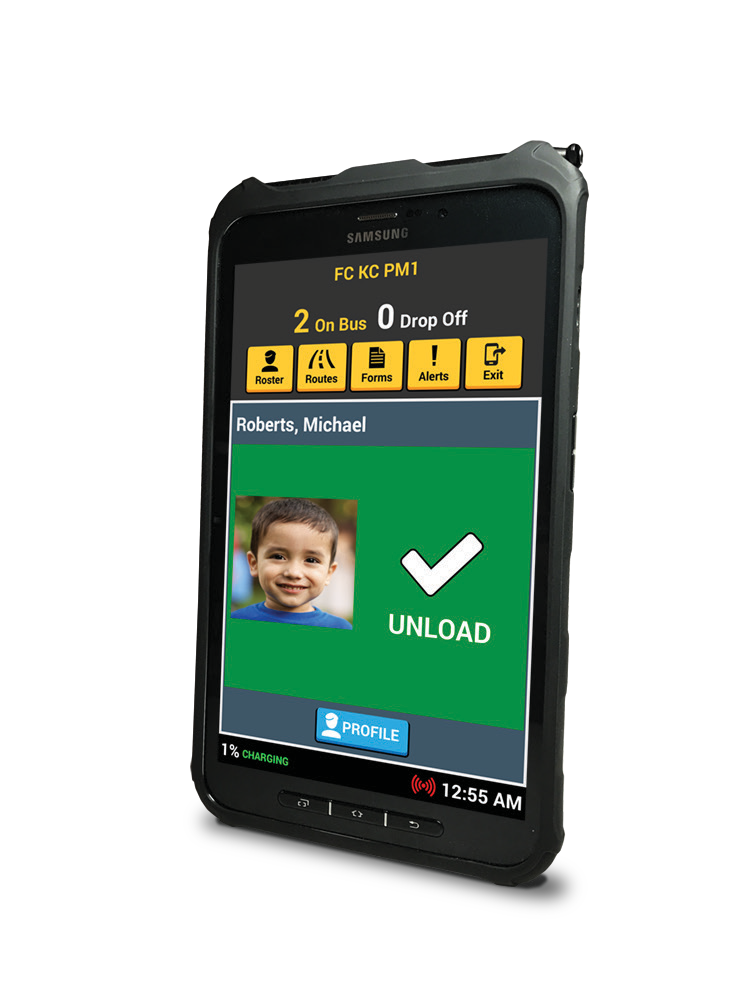 SAMSUNG
FC KC PM1
2 On Bus 0 Drop Off
Roster Routes Forms Alerts Exit
Roberts, Michael
UNLOAD
PROFILE
1% CHARGING
12:55 AM